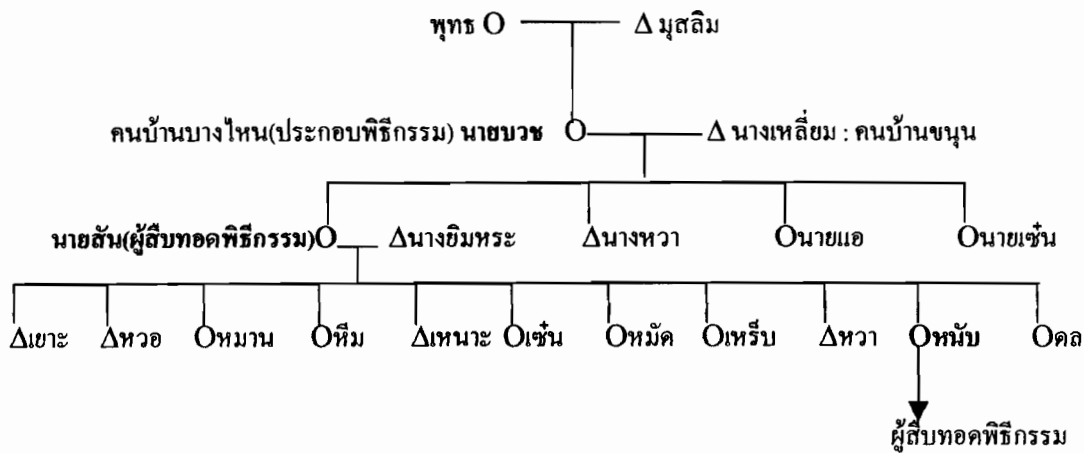 พุทธ O Δ มุสลิม
คนบ้านบางไหน(ประกอบพิธีกรรม) นายบวช O Δ นางเหลี่ยม : คนบ้านขนุน
นายสัน(ผู้สืบทอดพิธีกรรม)O Δนางยิมหระ Δนางหวา Oนายแอ Oนายเซ็น
Δเยาะ Δหวอ Oหมาน Oหีม Δเหนาะ Oเซ็น Oหมัด Oเหร็บ Δหวา Oหนับ Oดล
ผู้สืบทอดพิธีกรรม